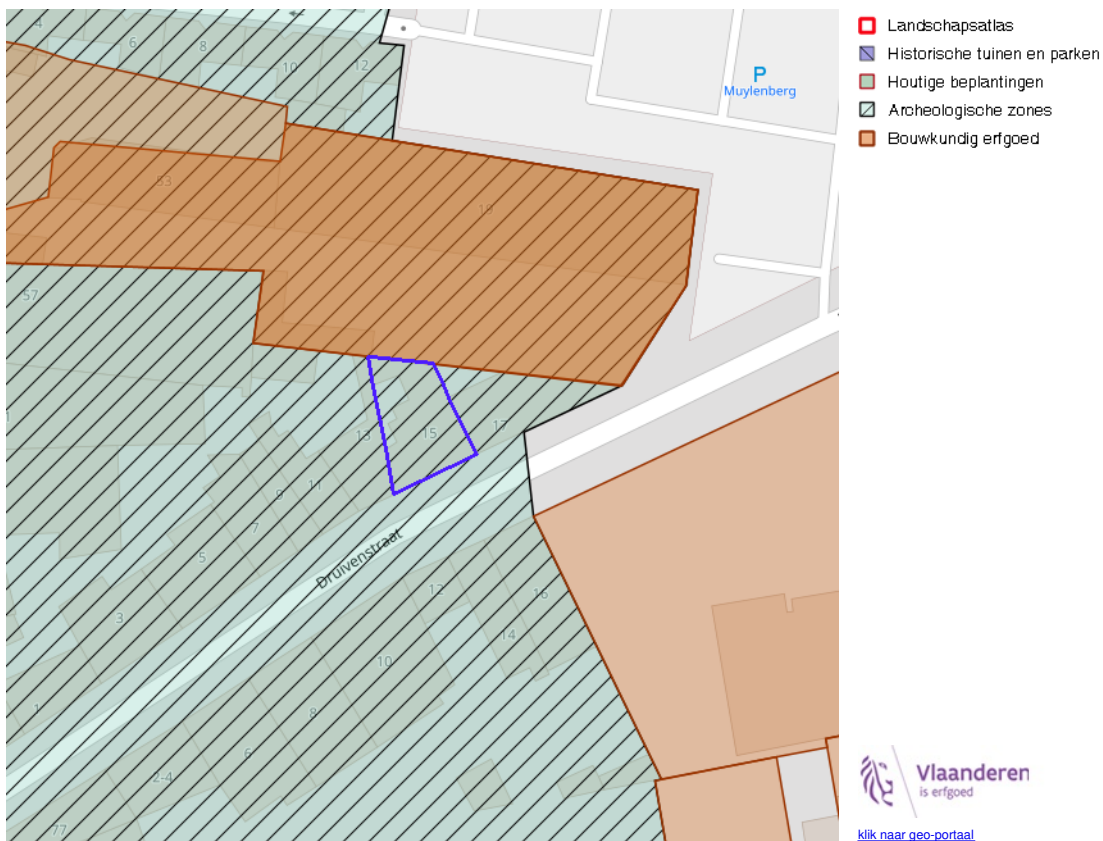 4
6
8
10
12
P
Muylenberg
53
19
57
13
15
17
11
9
7
5
3
1
Druivenstraat
12
16
14
10
8
6
2-4
77
Landschapsatlas
Historische tuinen en parken
Houtige beplantingen
Archeologische zones
Bouwkundig erfgoed
Vlaanderen
is erfgoed
klik naar geo-portaal